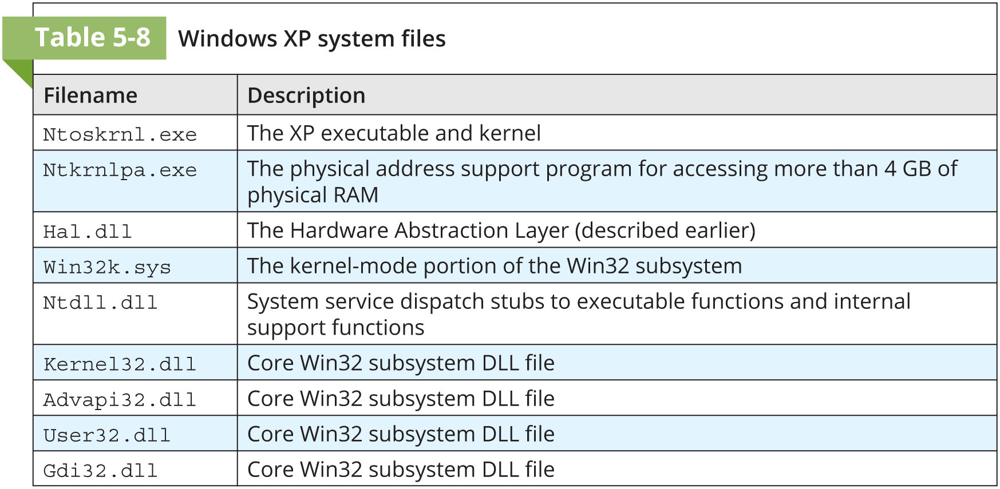 Table 5-8 Windows XP system files
Filename Description
Ntoskrnl.exe The XP executable and kernel
Ntkrnlpa.exe The physical address support program for accessing more than 4 GB of
physical RAM
Hal.dll The Hardware Abstraction Layer (described earlier)
Win32k.sys The kernel-mode portion of the Win32 subsystem
Ntdll.dll System service dispatch stubs to executable functions and internal
support functions
Kernel32.dll Core Win32 subsystem DLL file
Advapi32.dll Core Win32 subsystem DLL file
User32.dll Core Win32 subsystem DLL file
Gdi32.dll Core Win32 subsystem DLL file